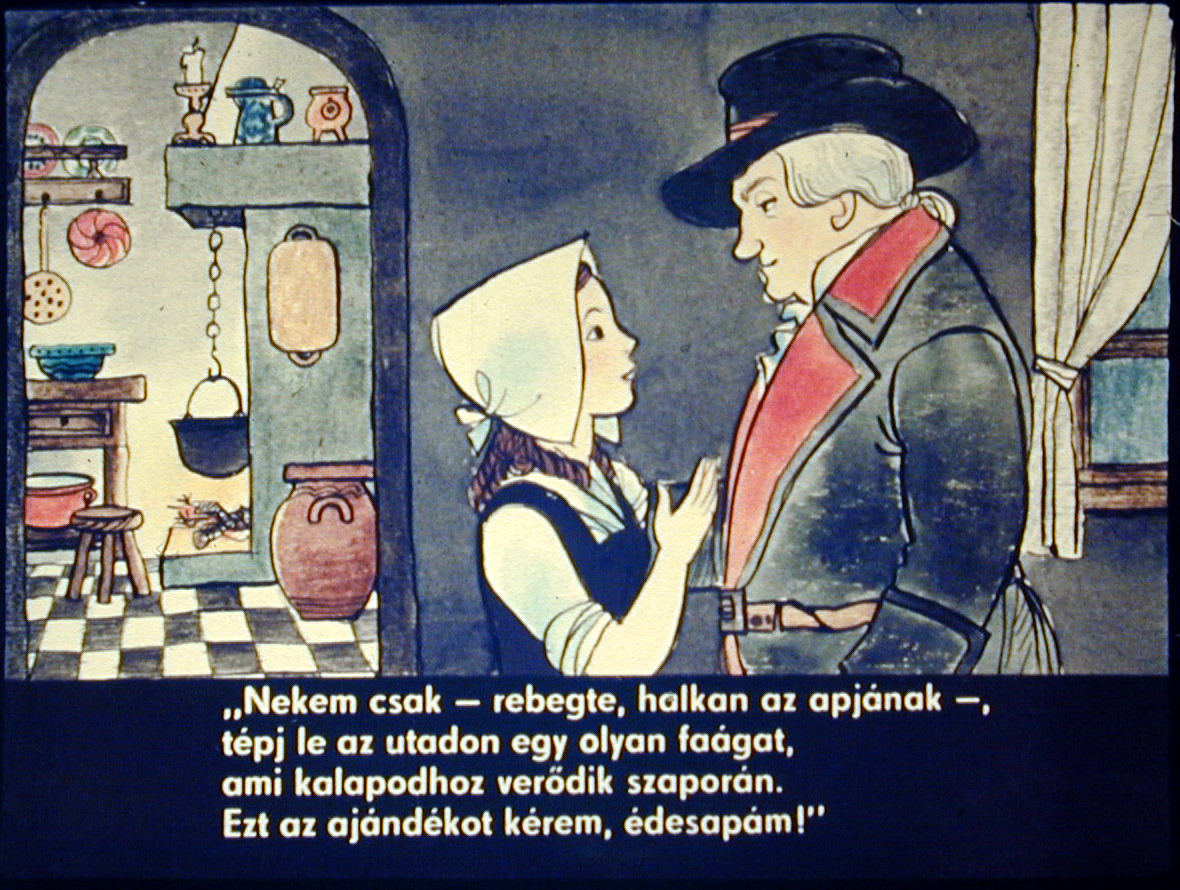 „Nekem csak — rebegte, halkan az apjának —,
tépj le az utadon egy olyan faágat,
ami kalapodhoz verődik szaporán.
Ezt az ajándékot kérem, édesapám!”